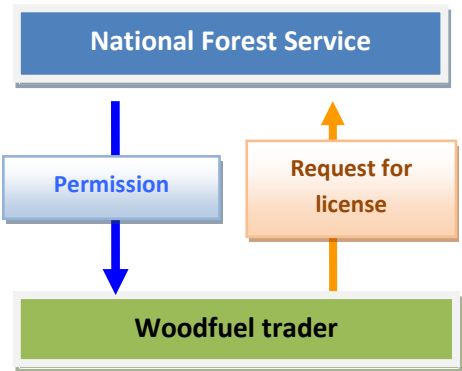 National Forest Service
Permission
Request for
license
Woodfuel trader